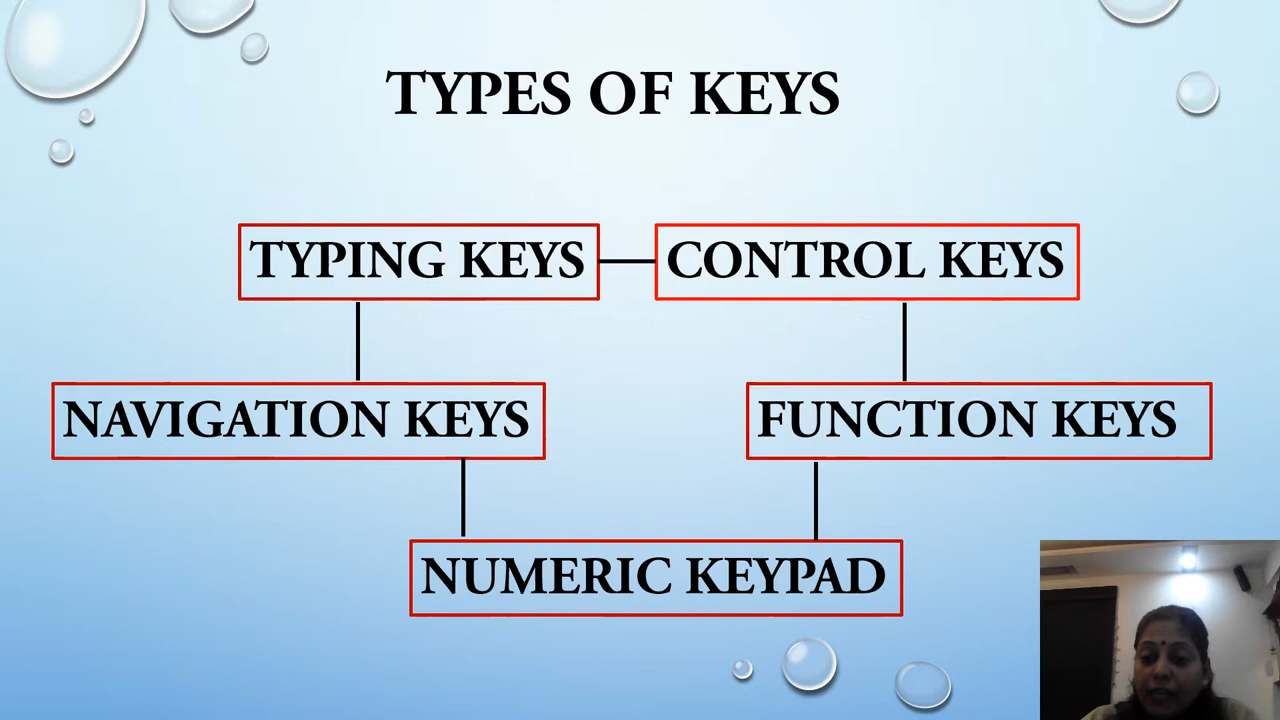 TYPES OF KEYS
TYPING KEYS
CONTROL KEYS
NAVIGATION KEYS
FUNCTION KEYS
NUMERIC KEYPAD